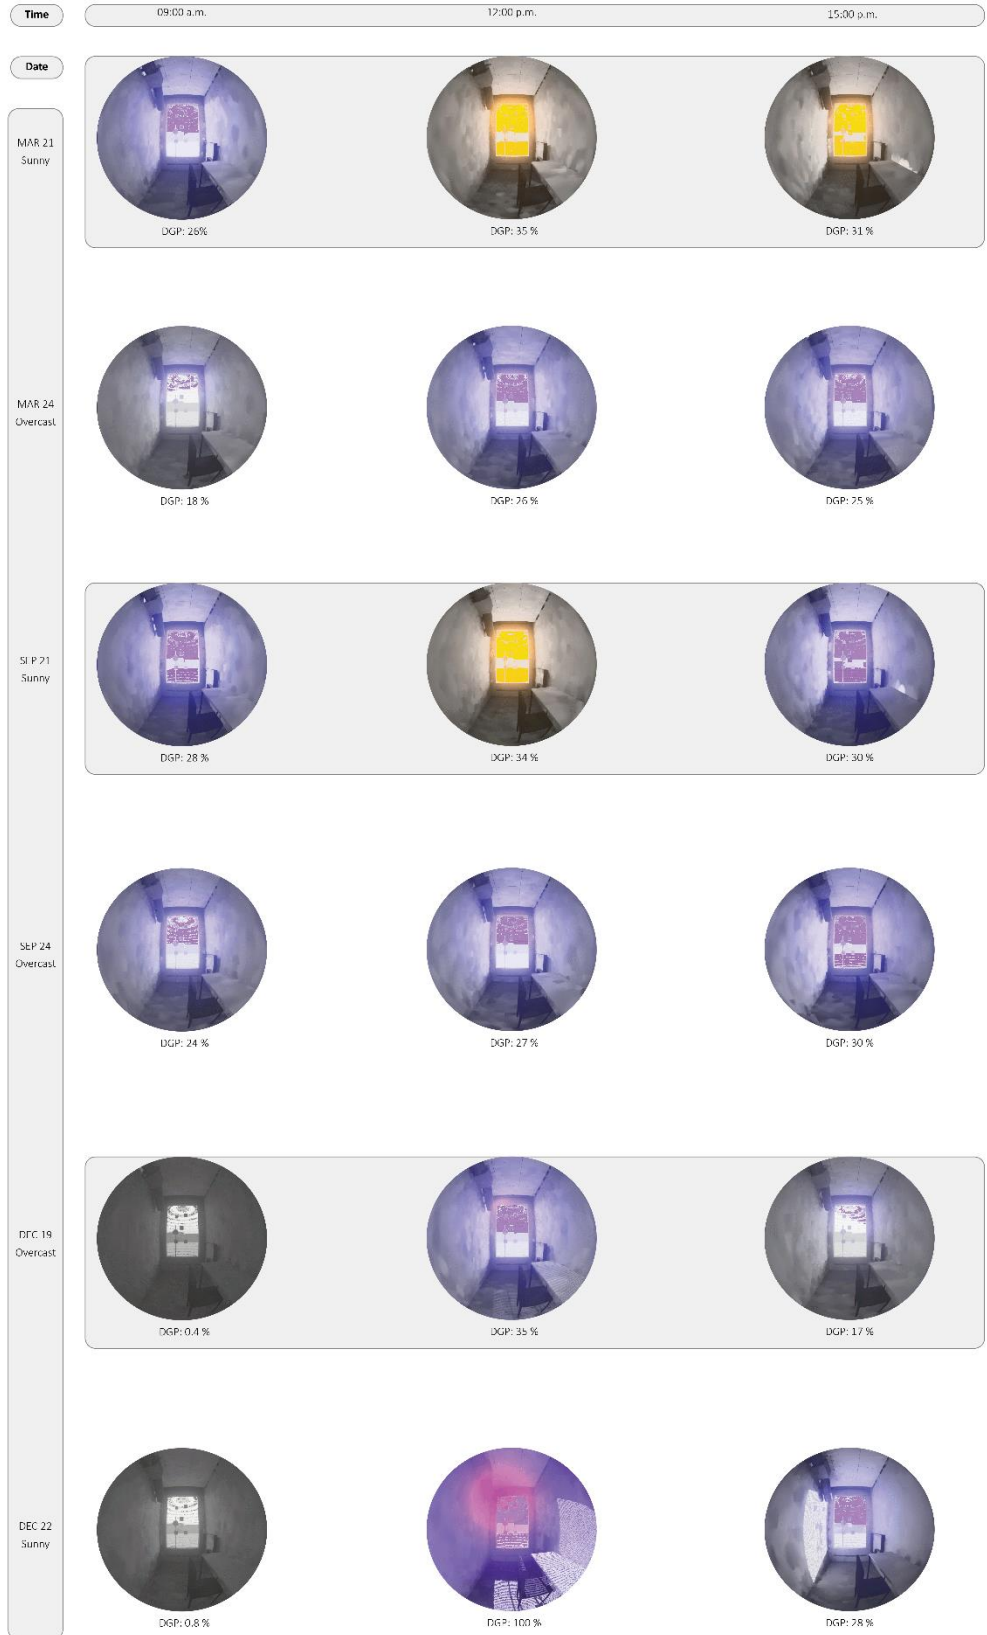 Time
09:00 a.m.
12:00 p.m.
15:00 p.m.
Date
MAR 21
Sunny
DGP: 26%
DGP: 35 %
DGP: 31 %
MAR 24
Overcast
DGP: 18 %
DGP: 26 %
DGP: 25 %
SEP 21
Sunny
DGP: 28 %
DGP: 34 %
DGP: 30 %
SEP 24
Overcast
DGP: 24 %
DGP: 27 %
DGP: 30 %
DEC 19
Overcast
DGP: 0.4 %
DGP: 35 %
DGP: 17 %
DEC 22
Sunny
DGP: 0.8 %
DGP: 100 %
DGP: 28 %